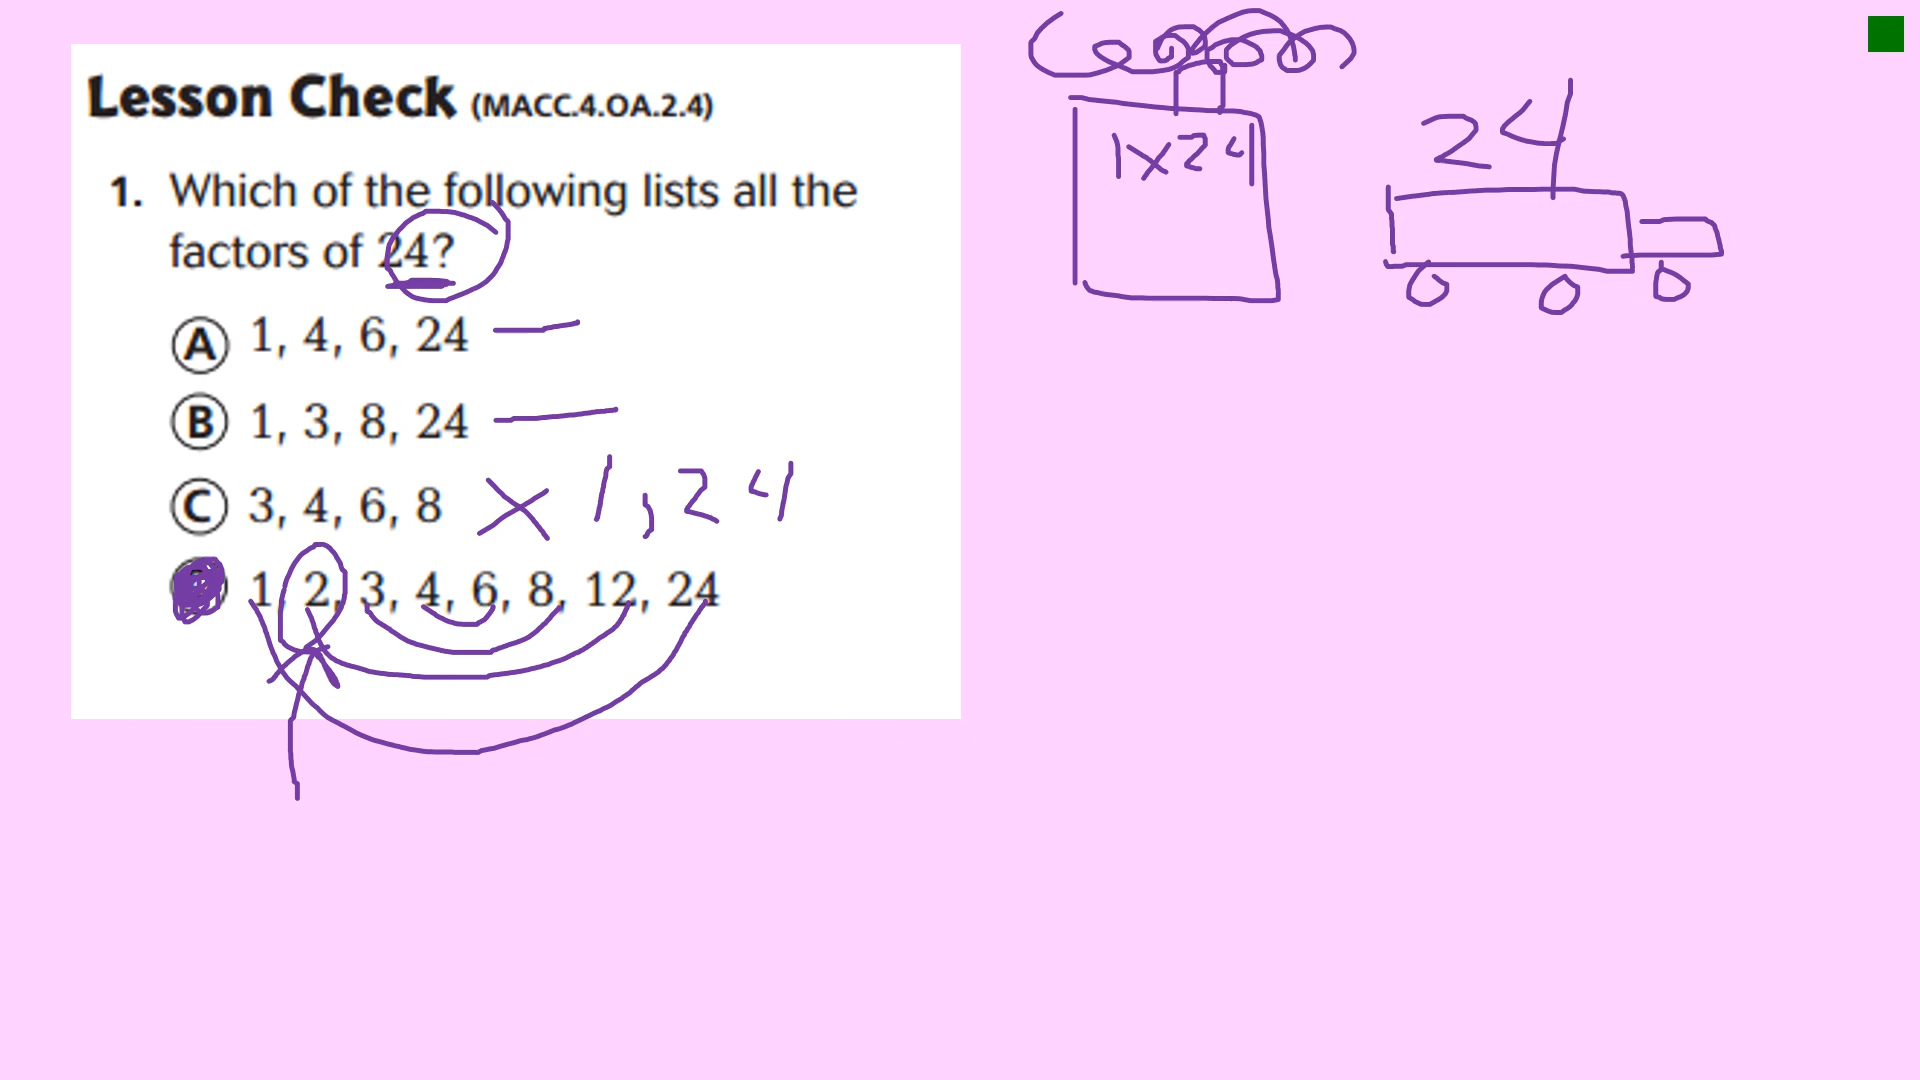 Lesson Check (MACC.4.OA.2.4)
1. Which of the following lists all the
factors of 24?
A 1, 4, 6, 24
B 1, 3, 8, 24
C 3, 4, 6, 8 x 1,24
1, 2, 3, 4, 6, 8, 12, 24
1x24
24